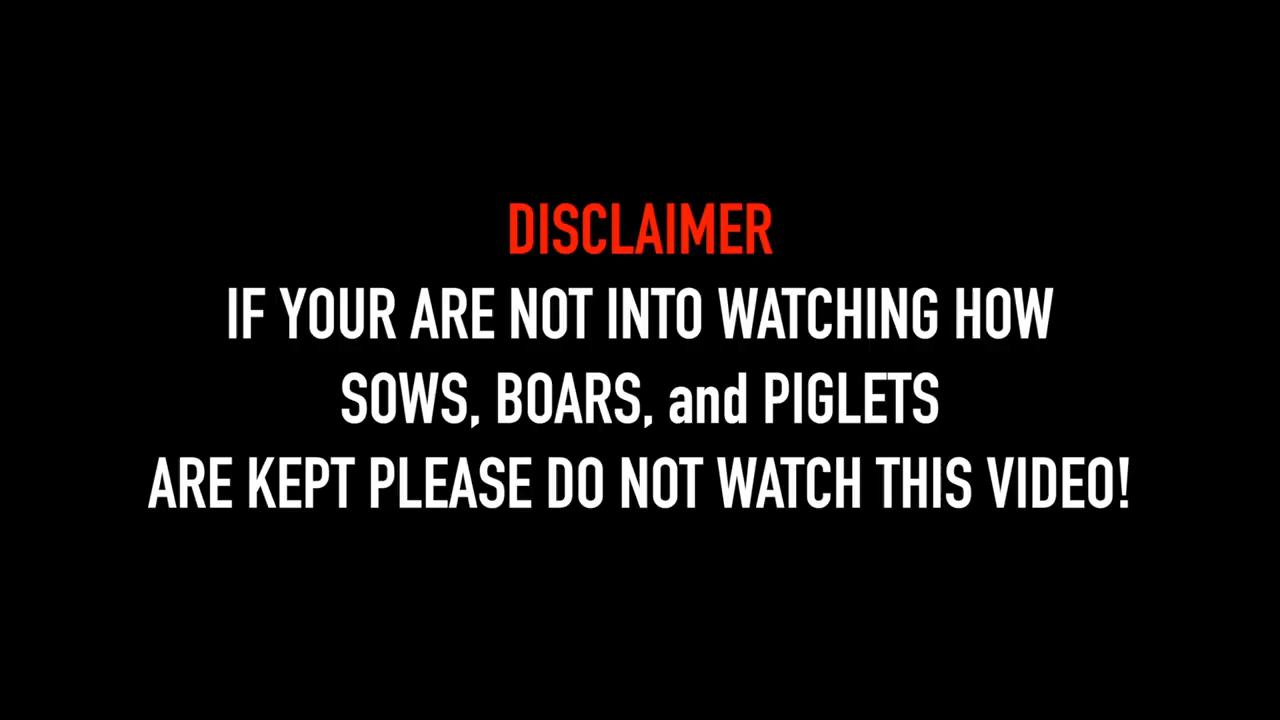 DISCLAIMER
IF YOUR ARE NOT INTO WATCHING HOW
SOWS, BOARS, and PIGLETS
ARE KEPT PLEASE DO NOT WATCH THIS VIDEO!